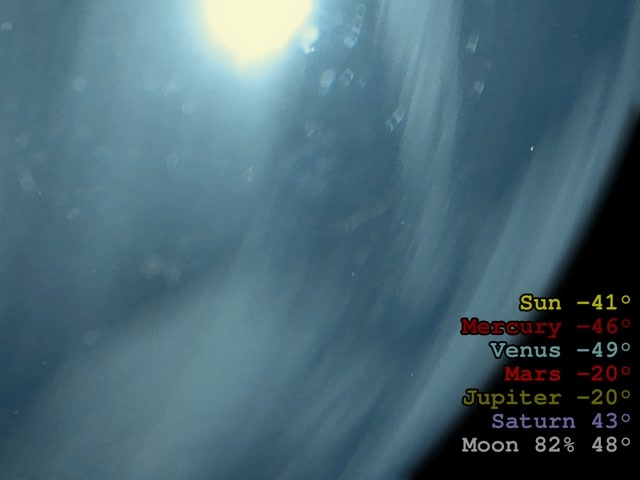 Sun -41°
Mercury -46°
Venus -49°
Mars -20°
Jupiter -20°
Saturn 43°
Moon 82% 48°